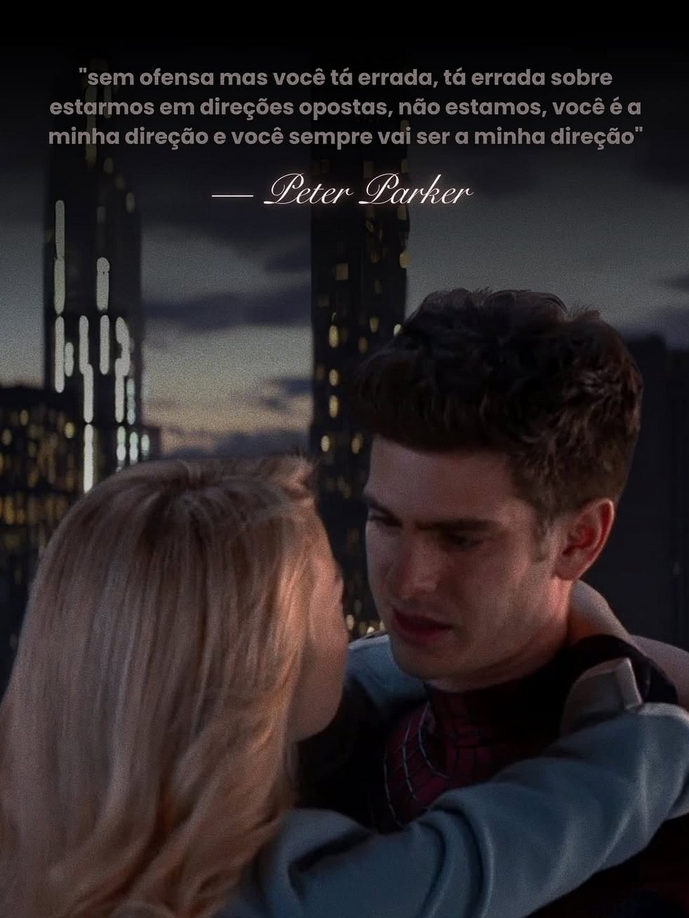 "sem ofensa mas você tá errada, tá errada sobre
estarmos em direções opostas, não estamos, você é a
minha direção e você sempre vai ser a minha direção"
— Peter Parker